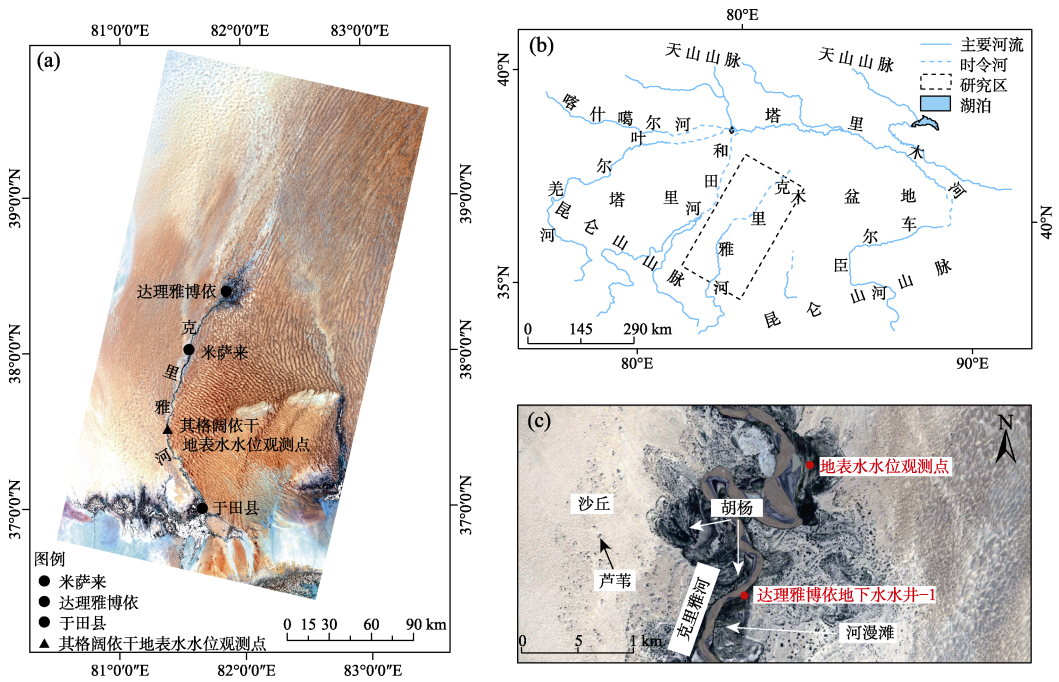 81°0′0″E 82°0′0″E 83°0′0″E
(a)
39°0′0″N 38°0′0″N 37°0′0″N
39°0′0″N 38°0′0″N 37°0′0″N
达理雅博依
克里雅河
米萨来
其格阔依干
地表水水位观测点
于田县
图例
米萨来
达理雅博依
于田县
其格阔依干地表水水位观测点
0 15 30 60 90 km
81°0′0″E 82°0′0″E 83°0′0″E
80°E
(b)
40°N
35°N
40°N
天山山脉
天山山脉
主要河流
时令河
研究区
湖泊
喀什噶尔河
叶尔羌河
塔里木河
和田河
克里雅河
塔里木盆地
车尔臣河
昆仑山山脉
昆仑山山脉
0 145 290 km
80°E 90°E
(c)
N
地表水水位观测点
沙丘
胡杨
芦苇
克里雅河
达理雅博依地下水水井−1
河漫滩
0 5 1 km